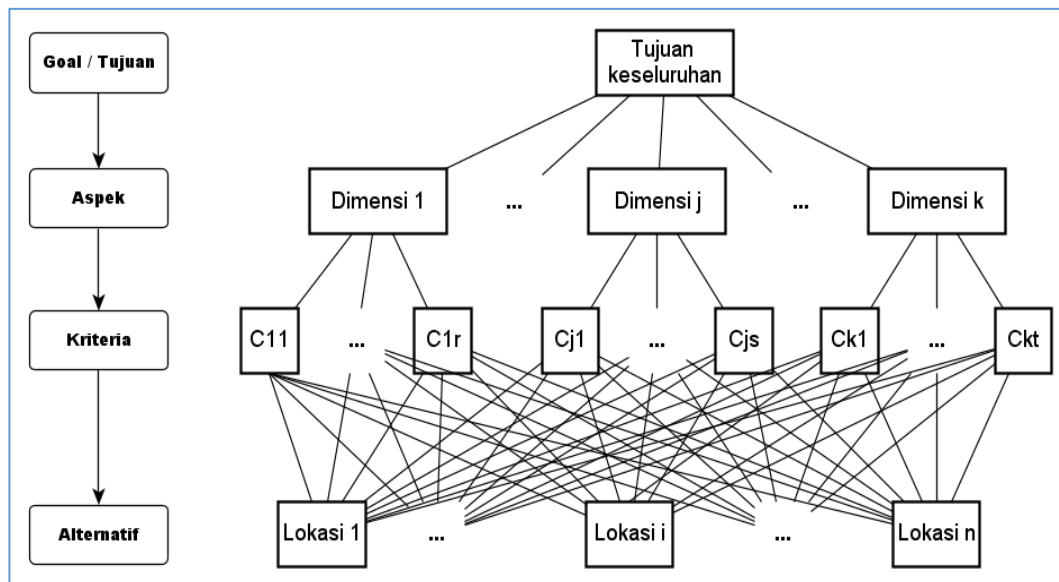 Goal / Tujuan
Tujuan
keseluruhan
Aspek
Dimensi 1
...
Dimensi j
...
Dimensi k
Kriteria
C11
...
C1r
Cj1
...
Cjs
Ck1
...
Ckt
Alternatif
Lokasi 1
...
Lokasi i
...
Lokasi n